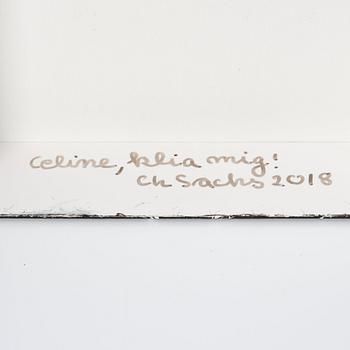 Celine, klia mig!
CH Sachs 2018